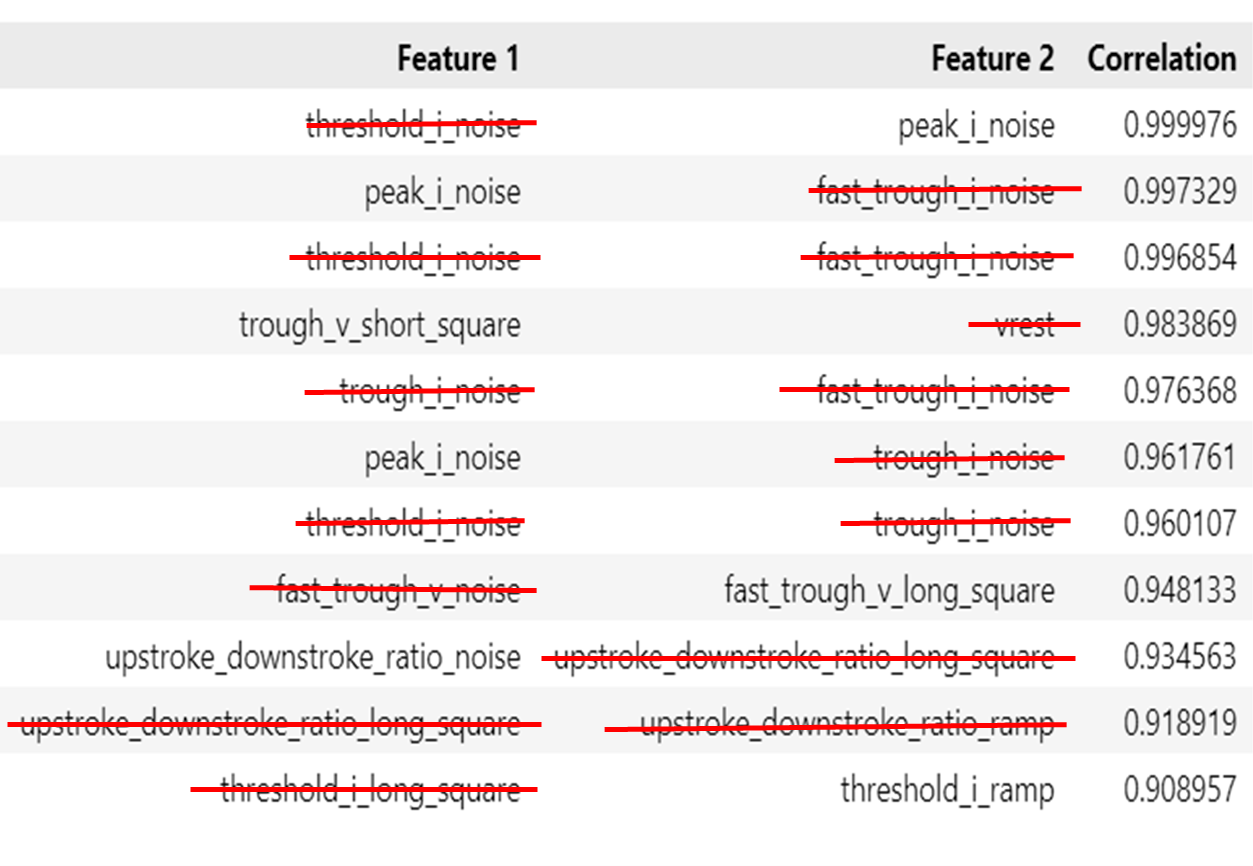 Feature 1 Feature 2 Correlation
threshold_i_noise peak_i_noise 0.999976
peak_i_noise fast_trough_i_noise 0.997329
threshold_i_noise fast_trough_i_noise 0.996854
trough_v_short_square vrest 0.983869
trough_i_noise fast_trough_i_noise 0.976368
peak_i_noise trough_i_noise 0.961761
threshold_i_noise trough_i_noise 0.960107
fast_trough_v_noise fast_trough_v_long_square 0.948133
upstroke_downstroke_ratio_noise upstroke_downstroke_ratio_long_square 0.934563
upstroke_downstroke_ratio_long_square upstroke_downstroke_ratio_ramp 0.918919
threshold_i_long_square threshold_i_ramp 0.908957